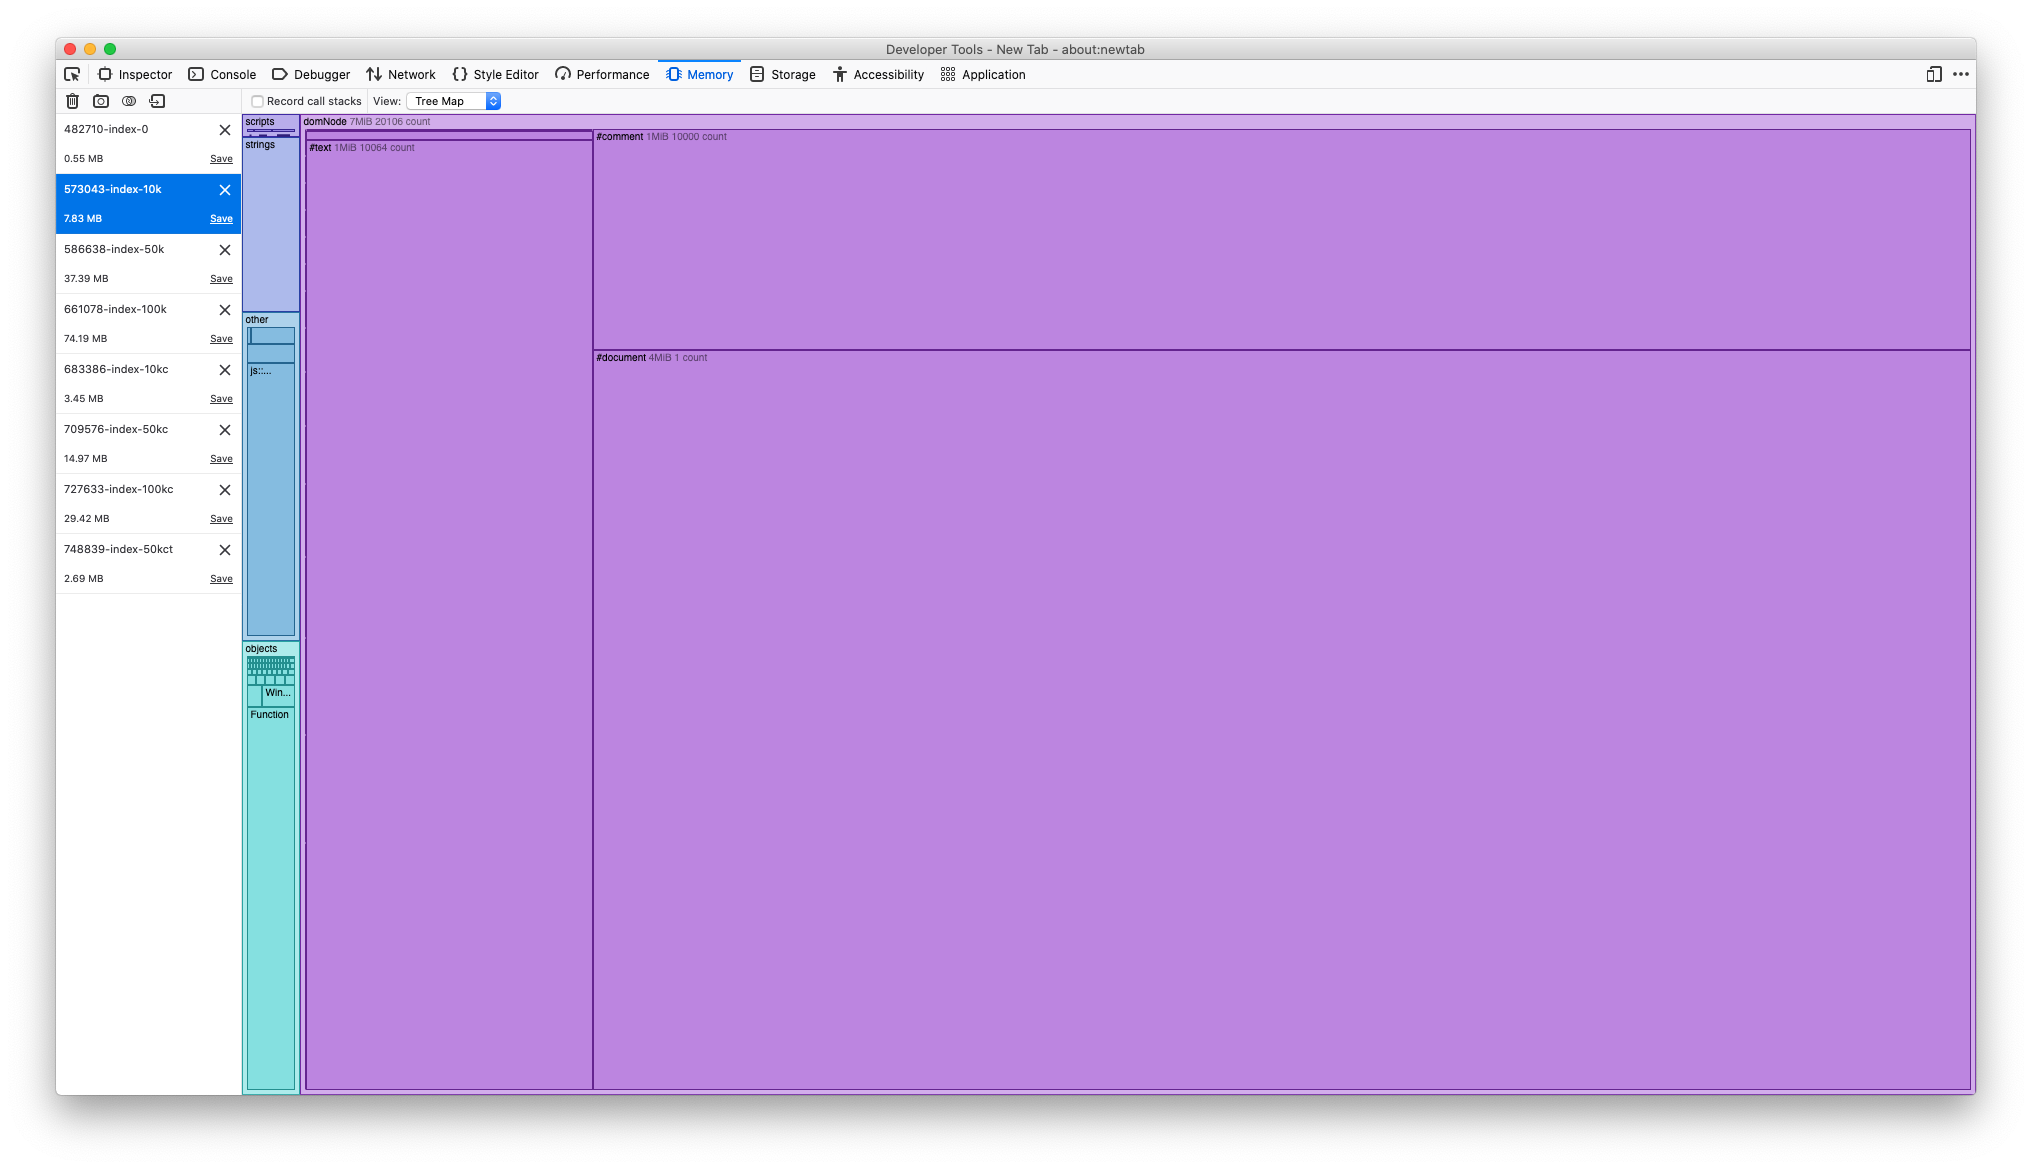 Developer Tools - New Tab - about:newtab
Inspector Console Debugger Network Style Editor Performance Memory Storage Accessibility Application
Record call stacks View: Tree Map
482710-index-0
0.55 MB Save
573043-index-10k
7.83 MB Save
586638-index-50k
37.39 MB Save
661078-index-100k
74.19 MB Save
683386-index-10kc
3.45 MB Save
709576-index-50kc
14.97 MB Save
727633-index-100kc
29.42 MB Save
748839-index-50kct
2.69 MB Save
scripts
strings
other
js::...
objects
Win...
Function
domNode 7MiB 20106 count
#text 1MiB 10064 count
#comment 1MiB 10000 count
#document 4MiB 1 count